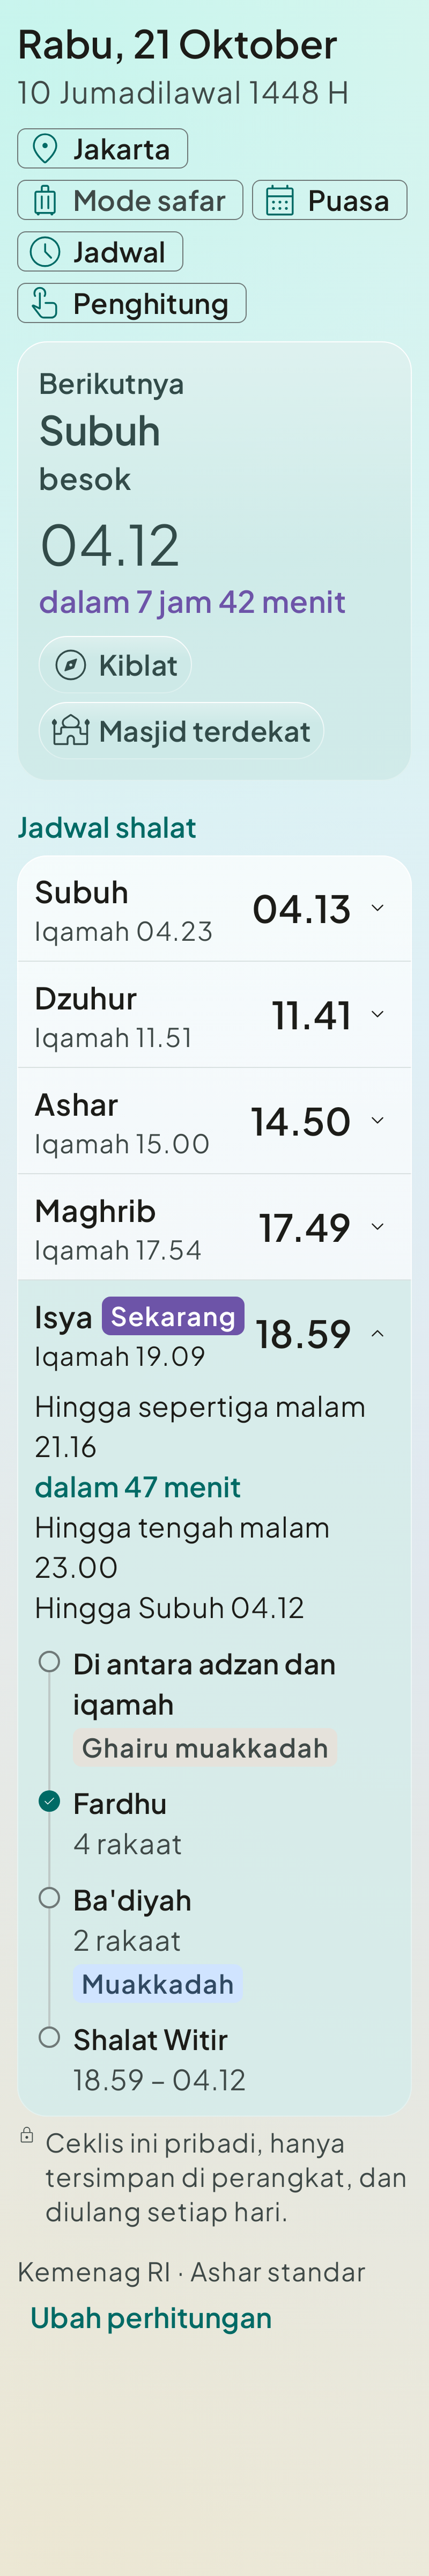 Rabu, 21 Oktober
10 Jumadilawal 1448 H
Jakarta
Mode safar
Puasa
Jadwal
Penghitung
Berikutnya
Subuh
besok
04.12
dalam 7 jam 42 menit
Kiblat
Masjid terdekat
Jadwal shalat
Subuh
Iqamah 04.23
04.13
Dzuhur
Iqamah 11.51
11.41
Ashar
Iqamah 15.00
14.50
Maghrib
Iqamah 17.54
17.49
Isya
Sekarang
Iqamah 19.09
18.59
Hingga sepertiga malam
21.16
dalam 47 menit
Hingga tengah malam
23.00
Hingga Subuh 04.12
Di antara adzan dan
iqamah
Ghairu muakkadah
Fardhu
4 rakaat
Ba'diyah
2 rakaat
Muakkadah
Shalat Witir
18.59 – 04.12
Ceklis ini pribadi, hanya
tersimpan di perangkat, dan
diulang setiap hari.
Kemenag RI · Ashar standar
Ubah perhitungan